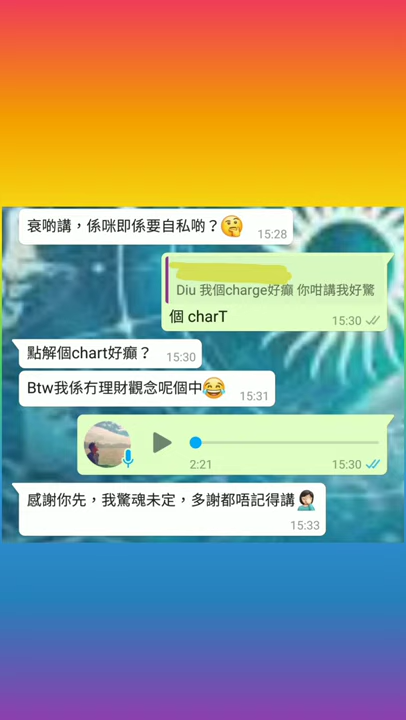 衰啲講，係咪即係要自私啲？🤔
15:28
Diu 我個charge好癲 你咁講我好驚
個 charT
15:30
點解個chart好癲？
15:30
Btw我係冇理財觀念呢個中😂
15:31
2:21
15:30
感謝你先，我驚魂未定，多謝都唔記得講🤦🏻‍♀️
15:33